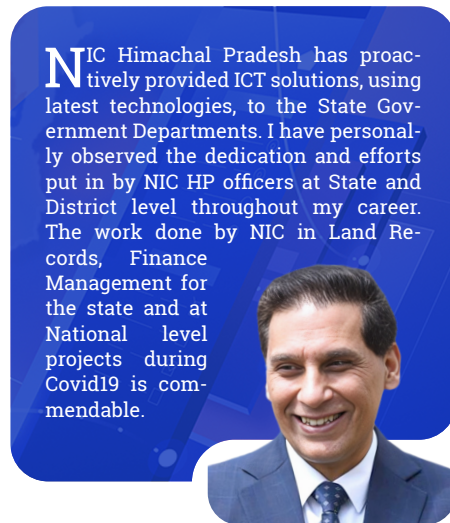 NIC Himachal Pradesh has proac-
tively provided ICT solutions, using
latest technologies, to the State Gov-
ernment Departments. I have personal-
ly observed the dedication and efforts
put in by NIC HP officers at State and
District level throughout my career.
The work done by NIC in Land Re-
cords, Finance
Management for
the state and at
National level
projects during
Covid19 is com-
mendable.